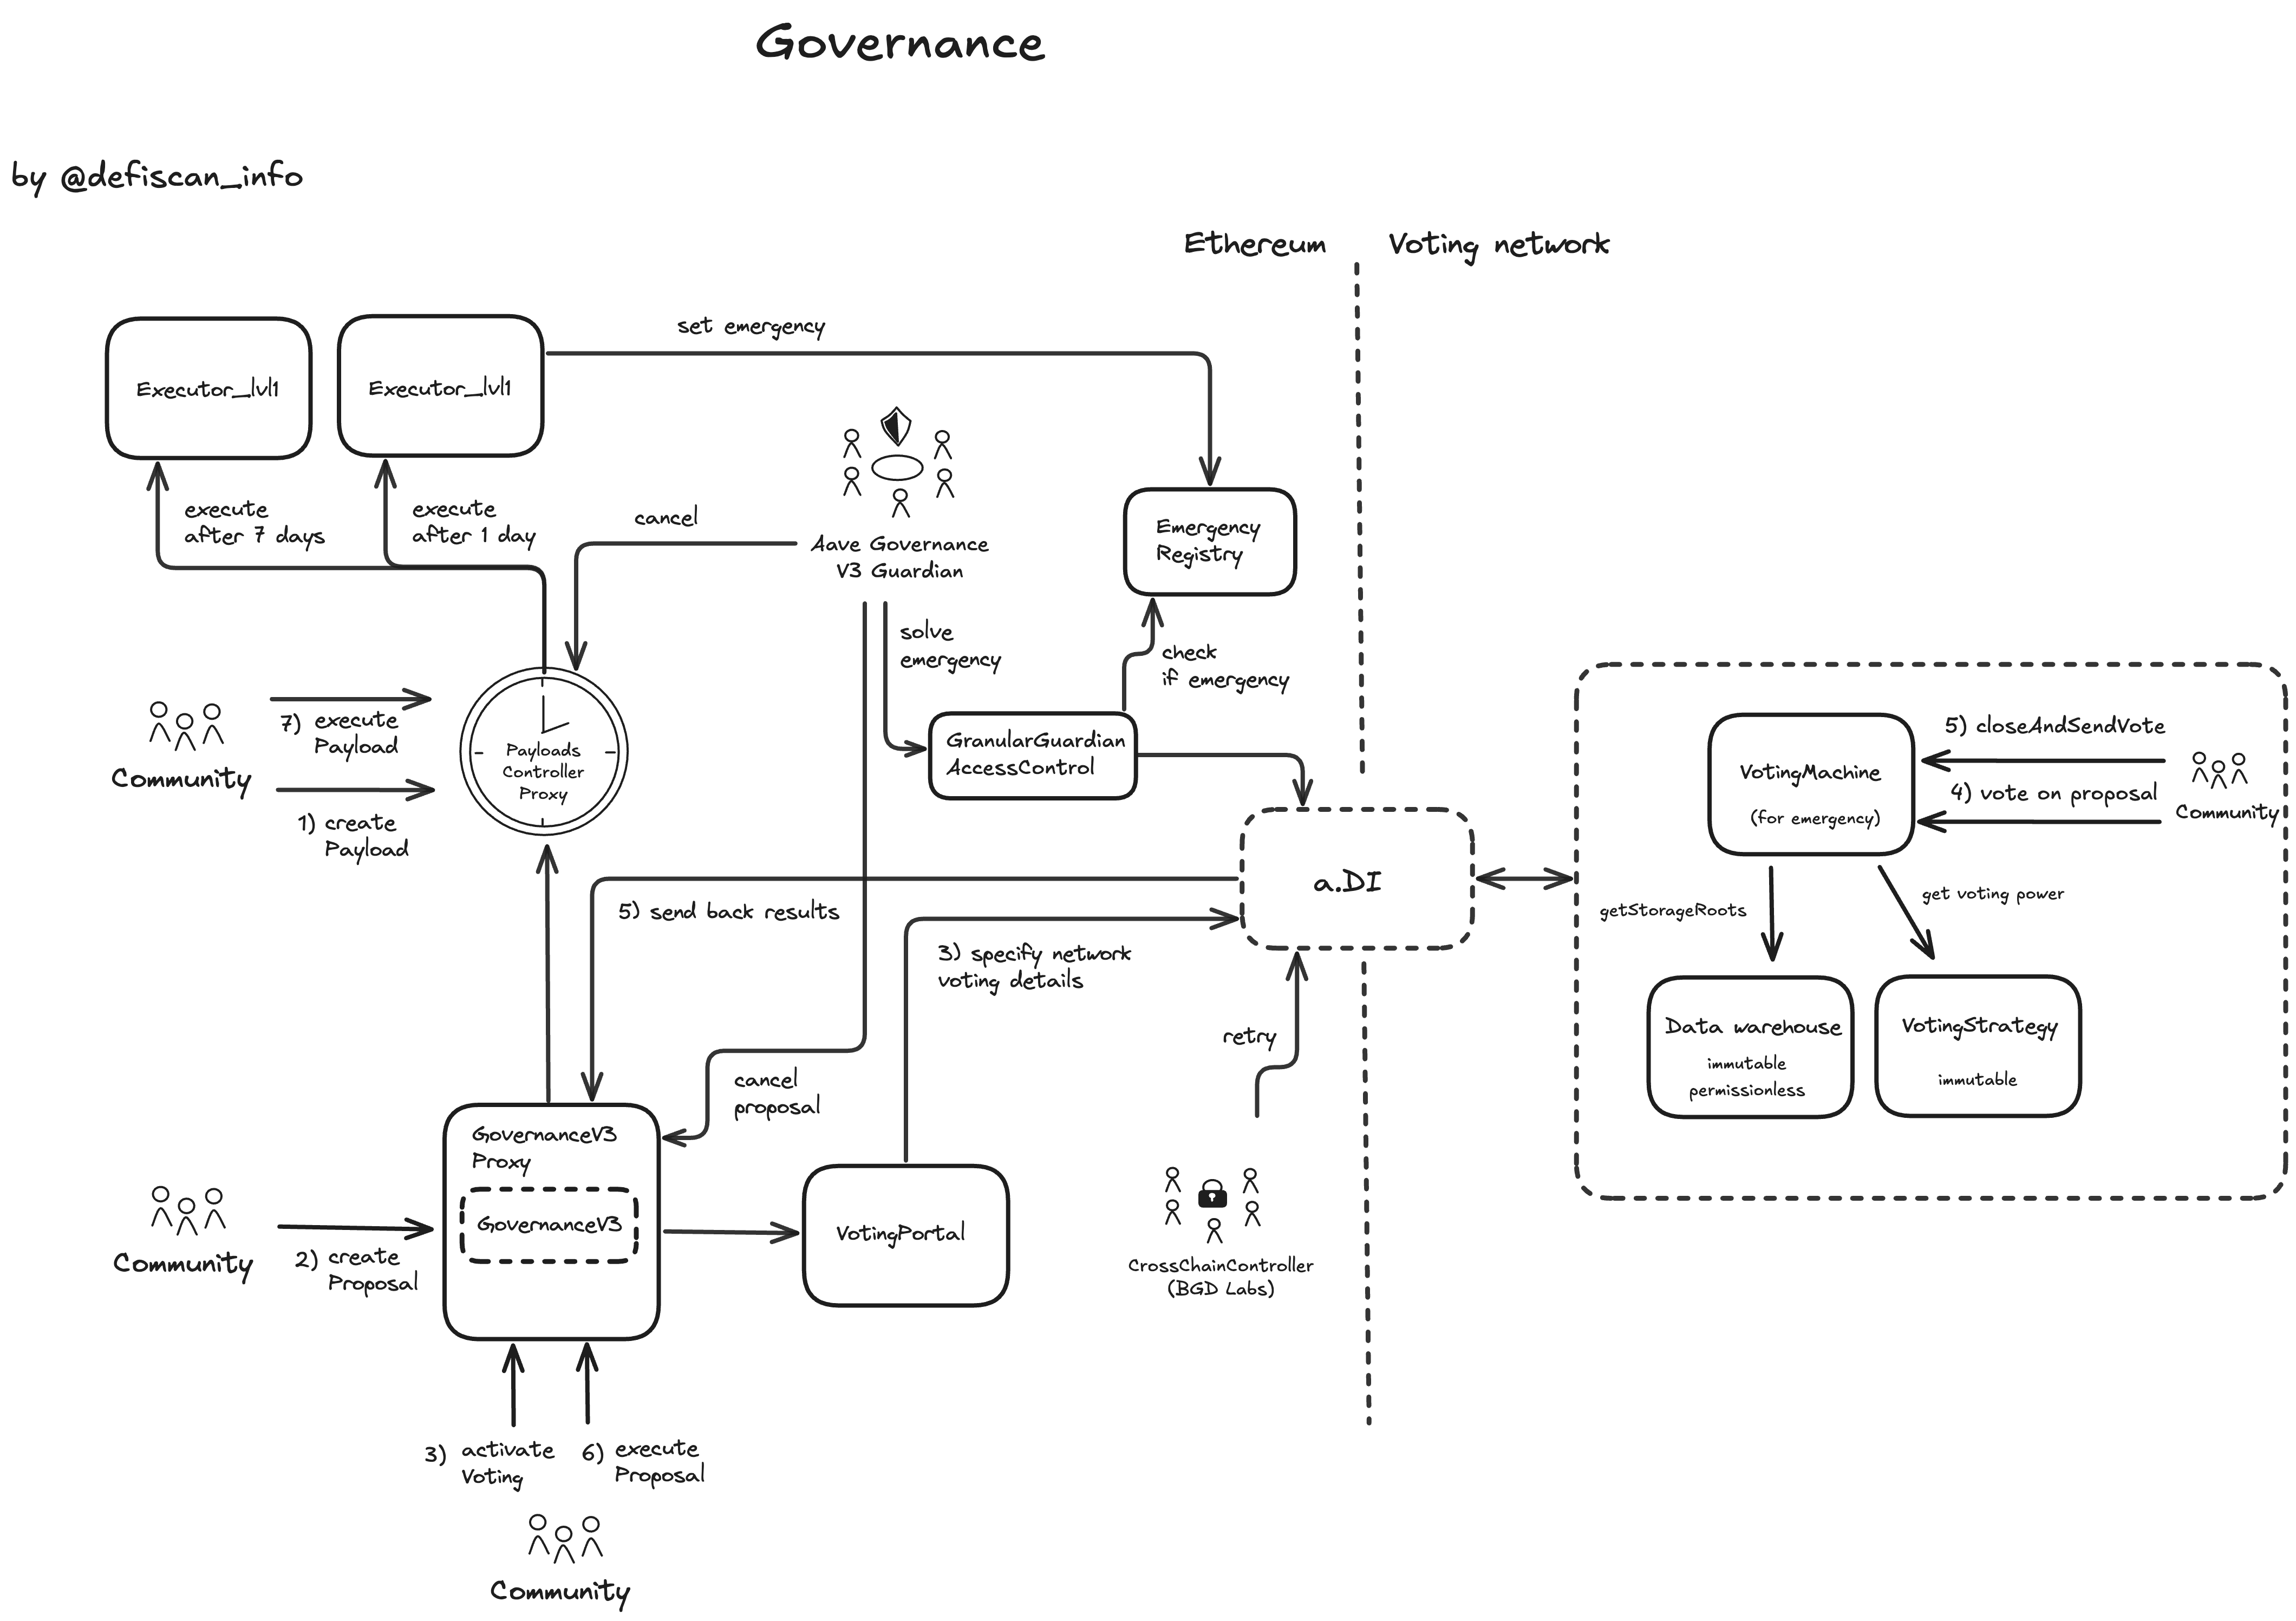 Governance
by @defiscan_info
Ethereum
Voting network
set emergency
Executor_lvl1
Executor_lvl1
execute
after 7 days
execute
after 1 day
cancel
Aave Governance
V3 Guardian
Emergency
Registry
solve
emergency
check
if emergency
7) execute
Payload
Community
1) create
Payload
Payloads
Controller
Proxy
GranularGuardian
AccessControl
a.DI
5) send back results
3) specify network
voting details
VotingMachine
(for emergency)
5) closeAndSendVote
4) vote on proposal
Community
getStorageRoots
get voting power
Data warehouse
immutable
permissionless
VotingStrategy
immutable
retry
cancel
proposal
GovernanceV3
Proxy
GovernanceV3
VotingPortal
CrossChainController
(BGD Labs)
Community
2) create
Proposal
3) activate
Voting
6) execute
Proposal
Community